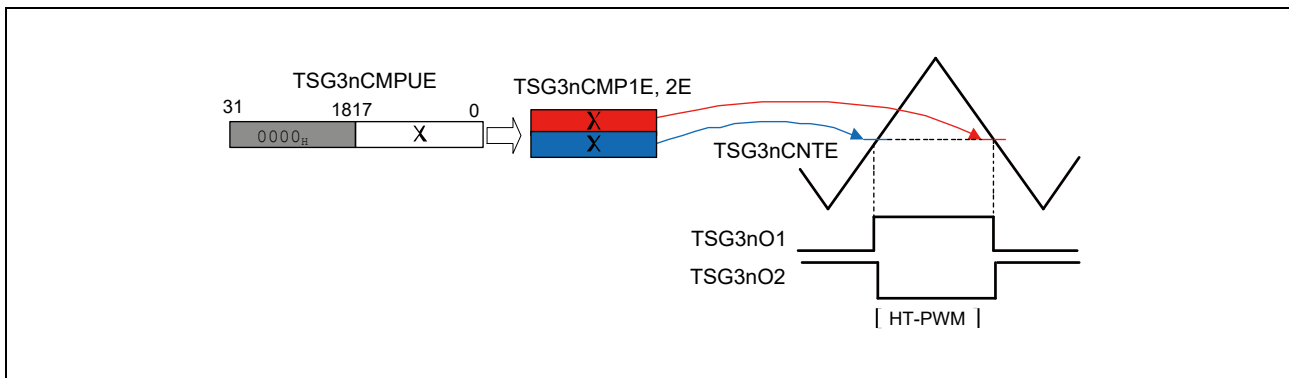 TSG3nCMPUE
31 1817 0
0000H X
TSG3nCMP1E, 2E
X
X
TSG3nCNTE
TSG3nO1
TSG3nO2
[ HT-PWM ]